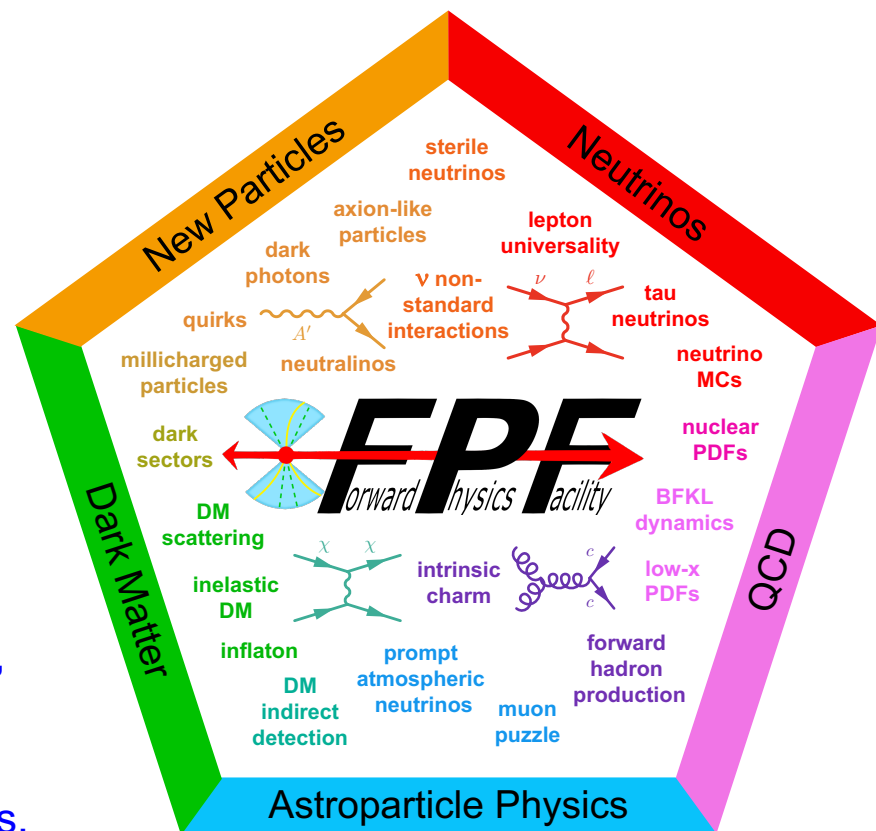 New Particles
Neutrinos
sterile
neutrinos
axion-like
particles
lepton
universality
dark
photons
ν non-
standard
interactions
ν
ℓ
tau
neutrinos
quirks
A′
neutralinos
millicharged
particles
neutrino
MCs
dark
sectors
FPF
Forward Physics Facility
nuclear
PDFs
BFKL
dynamics
Dark Matter
QCD
DM
scattering
χ
χ
intrinsic
charm
c
c
low-x
PDFs
inelastic
DM
inflaton
prompt
atmospheric
neutrinos
forward
hadron
production
DM
indirect
detection
muon
puzzle
,
s.
Astroparticle Physics